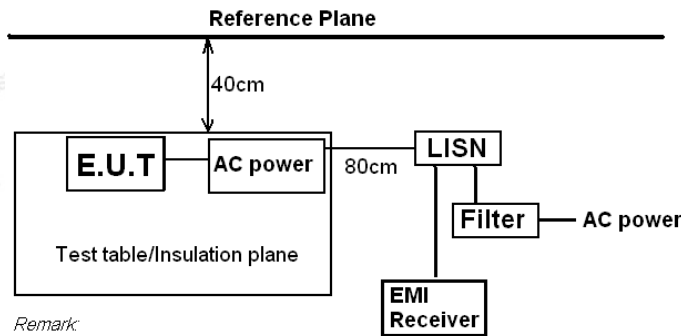 Reference Plane
40cm
E.U.T
AC power
80cm
LISN
Filter
AC power
Test table/Insulation plane
EMI
Receiver
Remark: